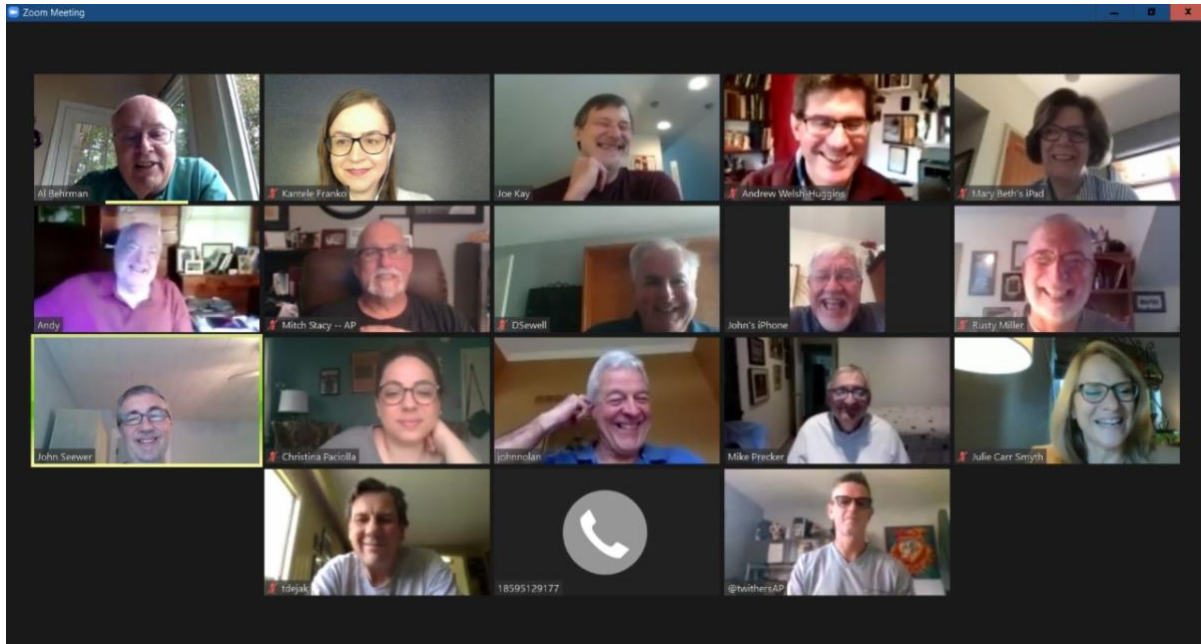 Zoom Meeting
Al Behrman
Kantele Franko
Joe Kay
Andrew Welsh-Huggins
Mary Beth's iPad
Andy
Mitch Stacy -- AP
DSewell
John's iPhone
Rusty Miller
John Seewer
Christina Paciolla
johnnolan
Mike Precker
Julie Carr Smyth
tdejak
18595129177
@twithersAP